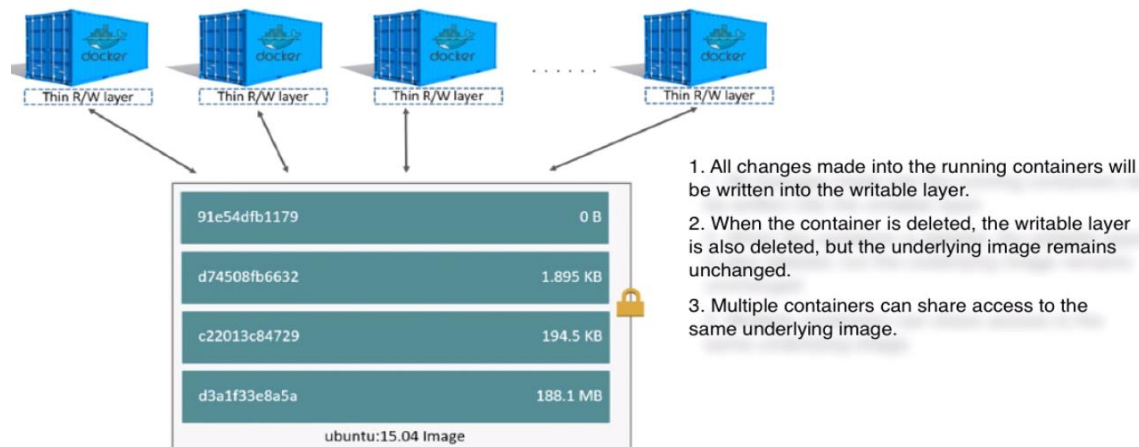 docker
docker
docker
docker
Thin R/W layer
Thin R/W layer
Thin R/W layer
......
Thin R/W layer
91e54dfb1179 0 B
d74508fb6632 1.895 KB
c22013c84729 194.5 KB
d3a1f33e8a5a 188.1 MB
ubuntu:15.04 Image
1. All changes made into the running containers will
be written into the writable layer.
2. When the container is deleted, the writable layer
is also deleted, but the underlying image remains
unchanged.
3. Multiple containers can share access to the
same underlying image.